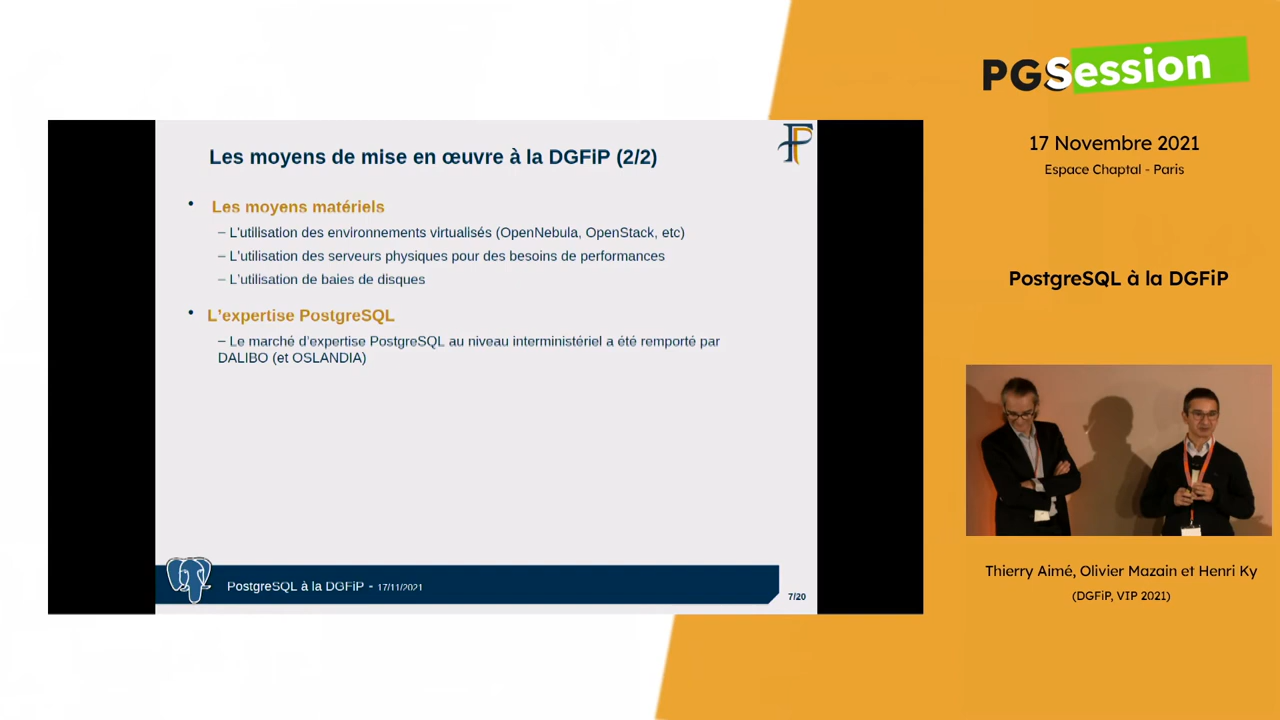 PGSession
17 Novembre 2021
Espace Chaptal - Paris
PostgreSQL à la DGFiP
Thierry Aimé, Olivier Mazain et Henri Ky
(DGFiP, VIP 2021)
Les moyens de mise en œuvre à la DGFiP (2/2)
• Les moyens matériels
– L'utilisation des environnements virtualisés (OpenNebula, OpenStack, etc)
– L'utilisation des serveurs physiques pour des besoins de performances
– L'utilisation de baies de disques
• L’expertise PostgreSQL
– Le marché d’expertise PostgreSQL au niveau interministériel a été remporté par
DALIBO (et OSLANDIA)
PostgreSQL à la DGFiP - 17/11/2021
7/20